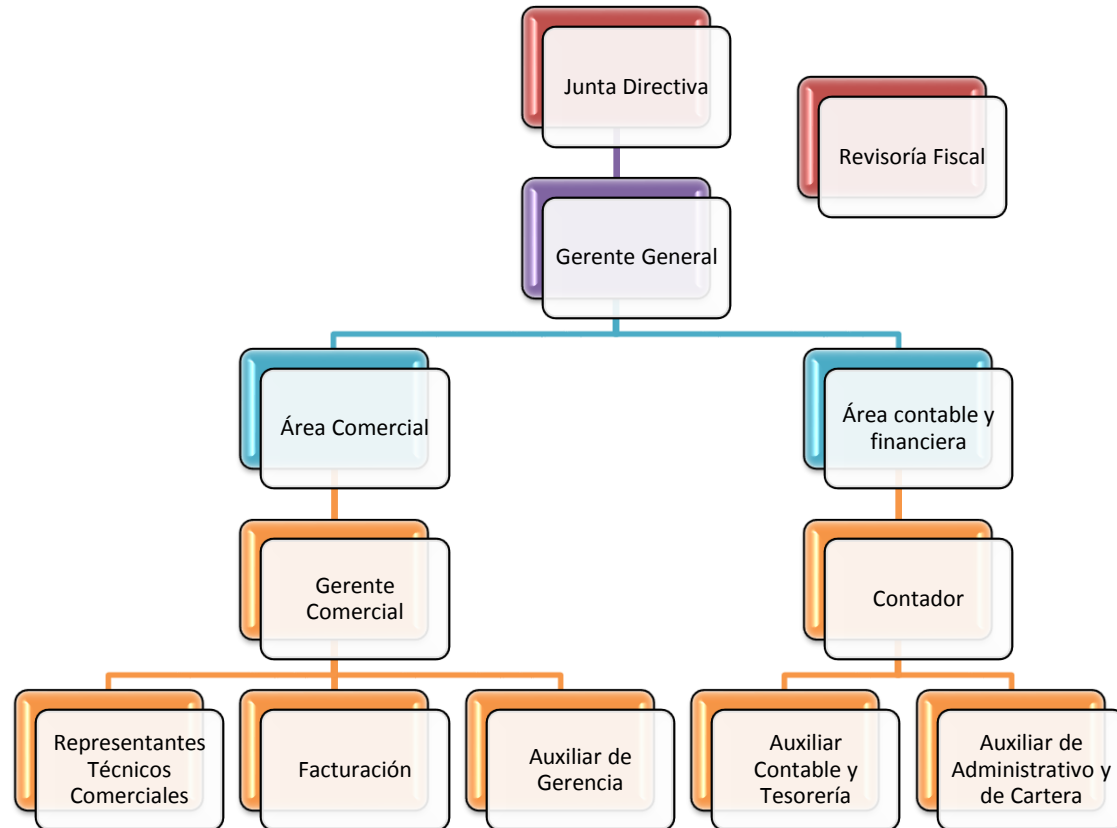 Junta Directiva
Revisoría Fiscal
Gerente General
Área Comercial
Área contable y
financiera
Gerente
Comercial
Contador
Representantes
Técnicos
Comerciales
Facturación
Auxiliar de
Gerencia
Auxiliar
Contable y
Tesorería
Auxiliar de
Administrativo y
de Cartera